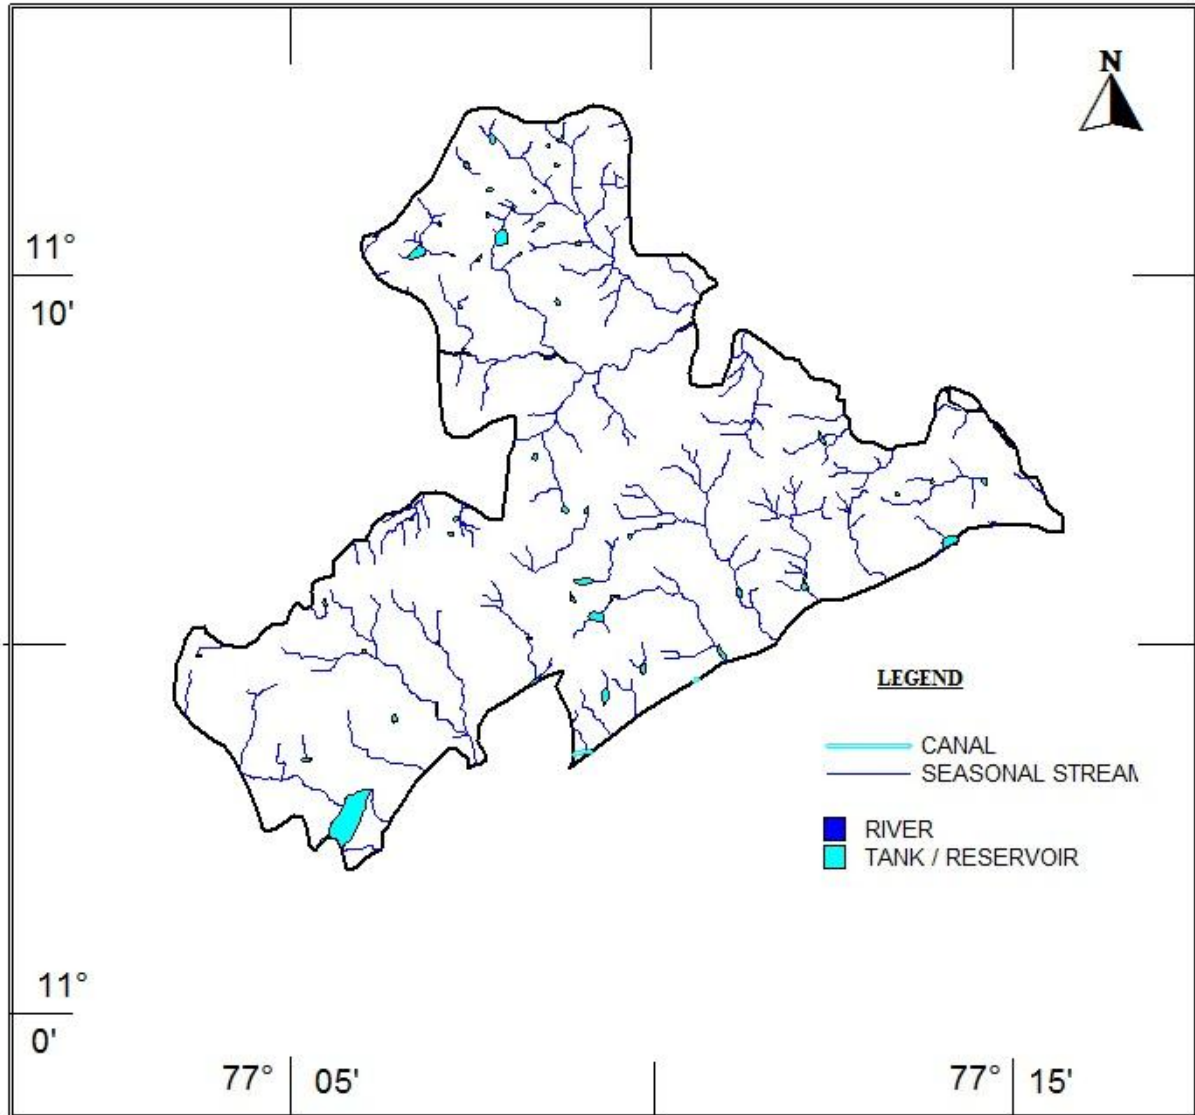 N
11°
10'
LEGEND
CANAL
SEASONAL STREAM
RIVER
TANK / RESERVOIR
11°
0'
77° 05'
77° 15'